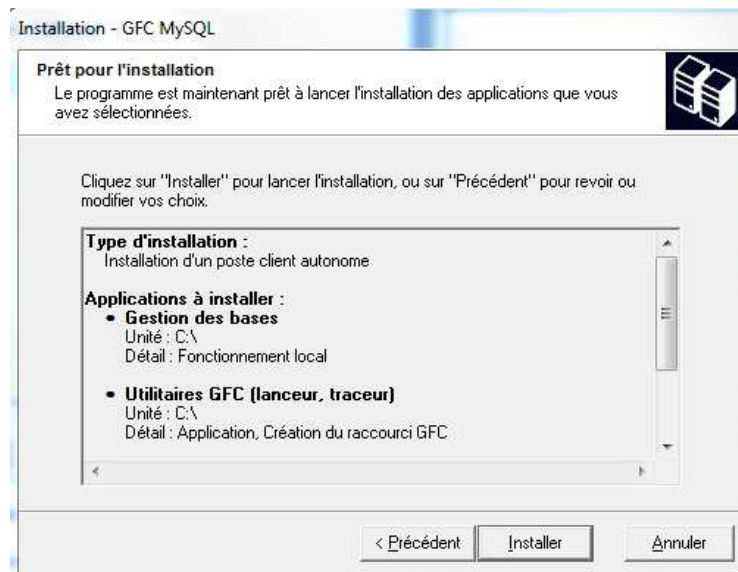 Installation - GFC MySQL
Prêt pour l'installation
Le programme est maintenant prêt à lancer l'installation des applications que vous
avez sélectionnées.
Cliquez sur "Installer" pour lancer l'installation, ou sur "Précédent" pour revoir ou
modifier vos choix.
Type d'installation :
Installation d'un poste client autonome
Applications à installer :
• Gestion des bases
Unité : C:\
Détail : Fonctionnement local
• Utilitaires GFC (lanceur, traceur)
Unité : C:\
Détail : Application, Création du raccourci GFC
< Précédent Installer Annuler